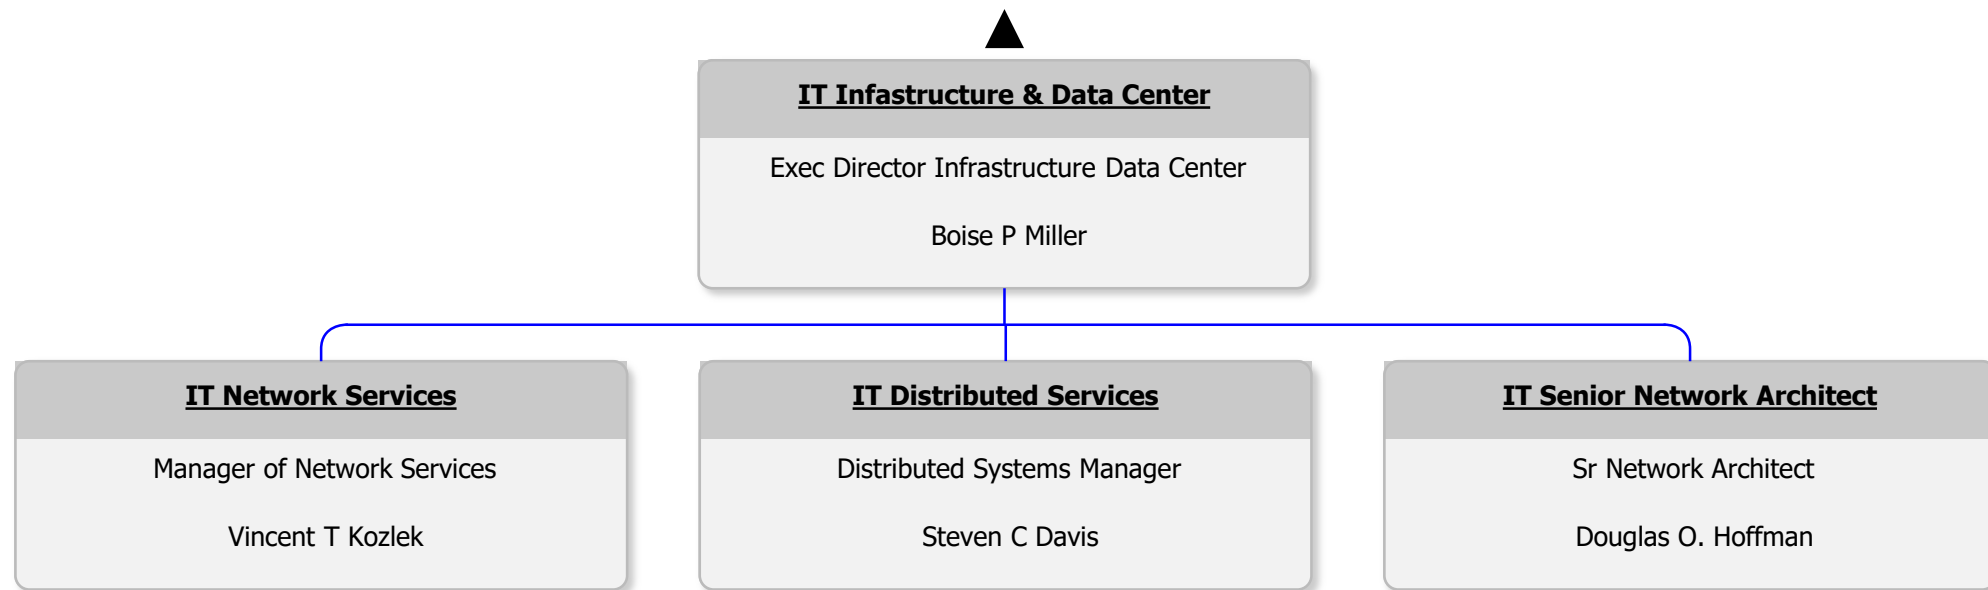 IT Infastructure & Data Center
Exec Director Infrastructure Data Center
Boise P Miller
IT Network Services
Manager of Network Services
Vincent T Kozlek
IT Distributed Services
Distributed Systems Manager
Steven C Davis
IT Senior Network Architect
Sr Network Architect
Douglas O. Hoffman